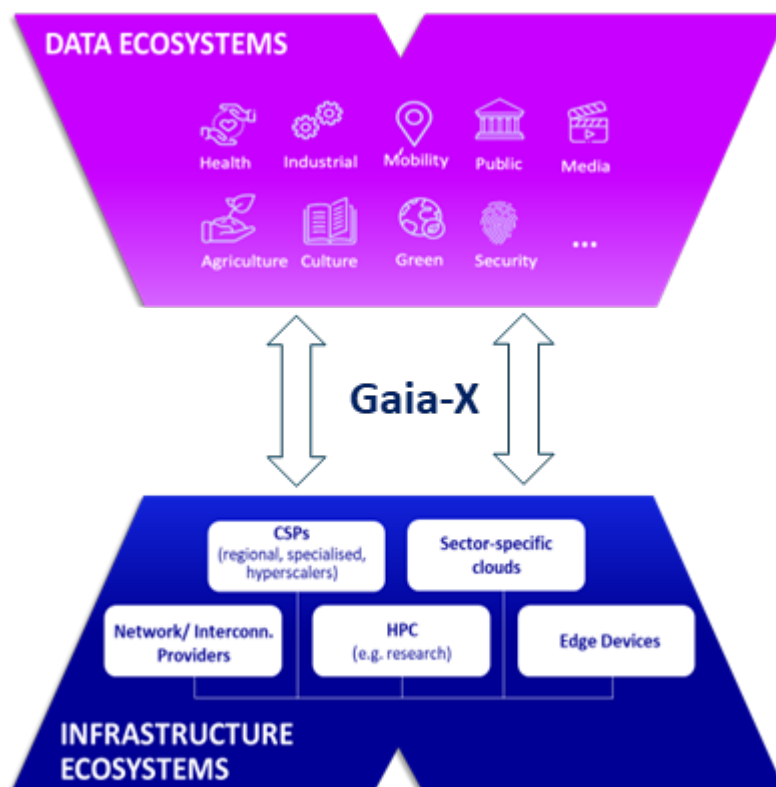 DATA ECOSYSTEMS
Health
Industrial
Mobility
Public
Media
Agriculture
Culture
Green
Security
...
Gaia-X
CSPs
(regional, specialised,
hyperscalers)
Sector-specific
clouds
Network/ Interconn.
Providers
HPC
(e.g. research)
Edge Devices
INFRASTRUCTURE
ECOSYSTEMS